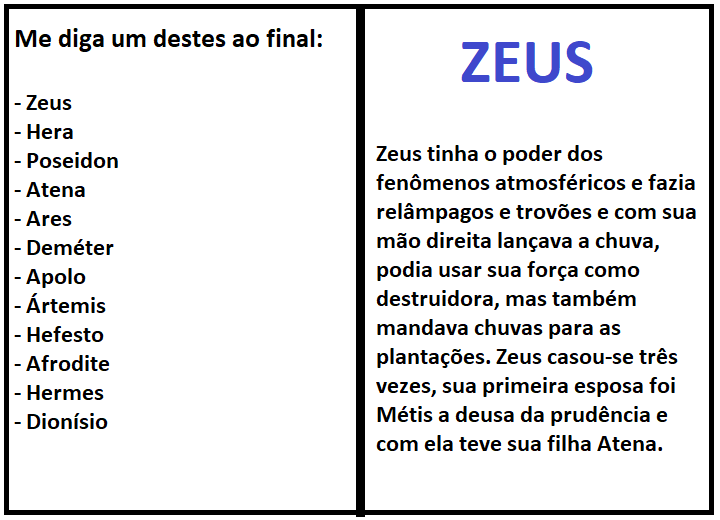 Me diga um destes ao final:
- Zeus
- Hera
- Poseidon
- Atena
- Ares
- Deméter
- Apolo
- Ártemis
- Hefesto
- Afrodite
- Hermes
- Dionísio
ZEUS
Zeus tinha o poder dos
fenômenos atmosféricos e fazia
relâmpagos e trovões e com sua
mão direita lançava a chuva,
podia usar sua força como
destruidora, mas também
mandava chuvas para as
plantações. Zeus casou-se três
vezes, sua primeira esposa foi
Métis a deusa da prudência e
com ela teve sua filha Atena.